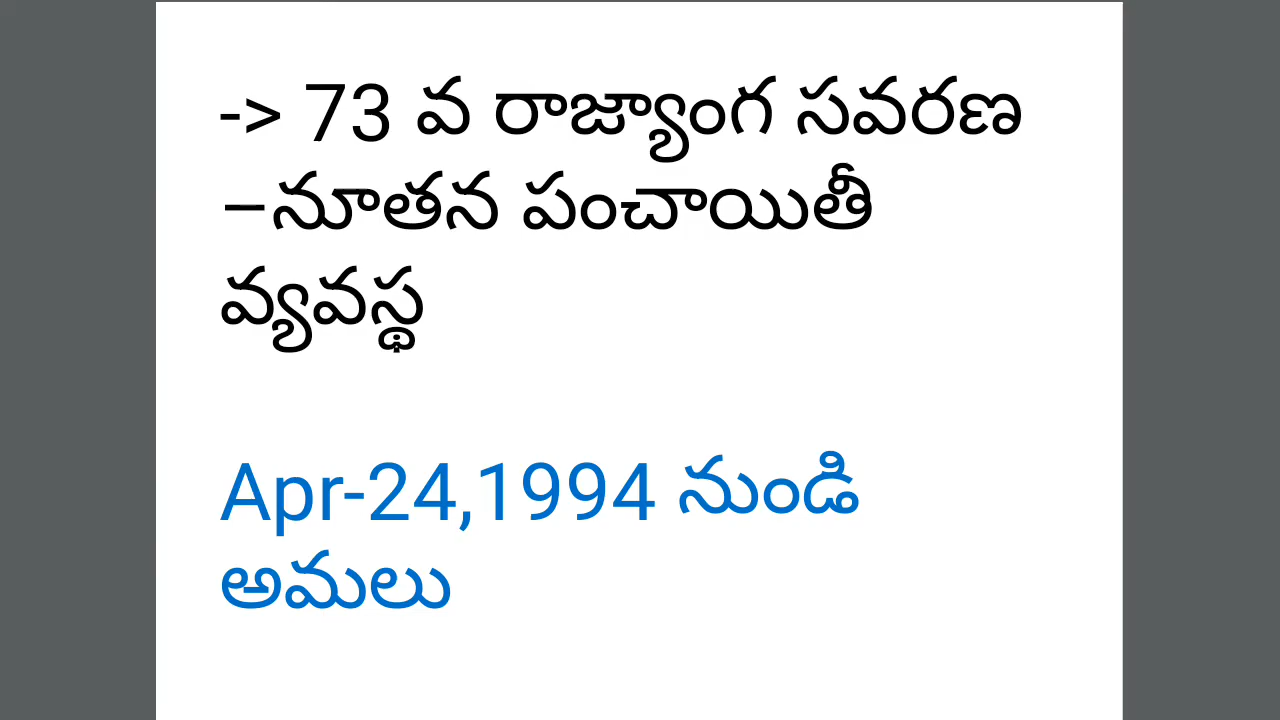 -> 73 వ రాజ్యాంగ సవరణ
–నూతన పంచాయితీ
వ్యవస్థ
Apr-24,1994 నుండి
అమలు